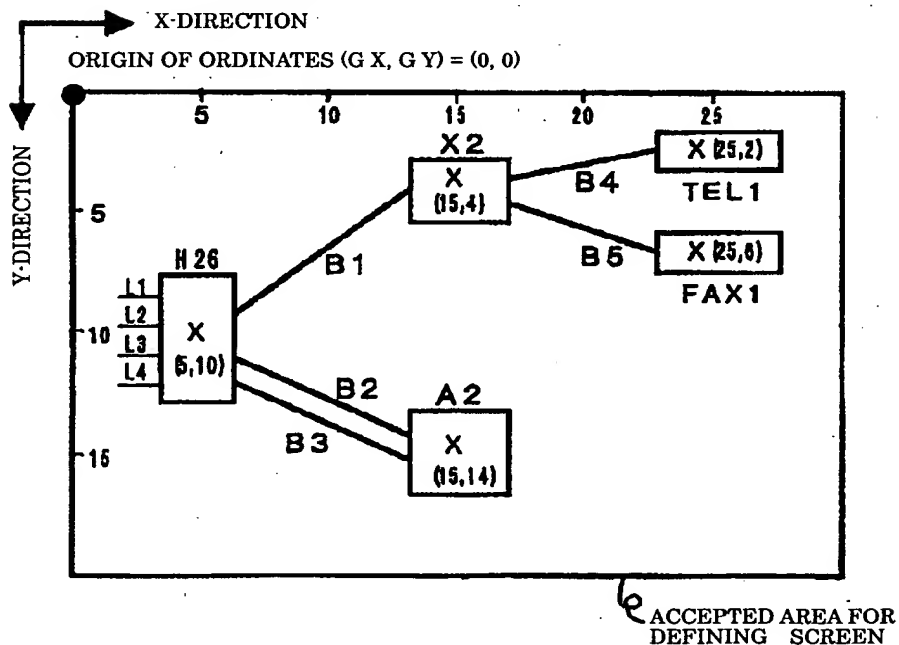 X-DIRECTION
ORIGIN OF ORDINATES (G X, G Y) = (0, 0)
Y-DIRECTION
5 10 15 20 25
5
10
15
X2
X
(15,4)
B4
X (25,2)
TEL1
B5
X (25,6)
FAX1
B1
H26
L1
L2
L3
L4
X
(5,10)
B2
B3
A2
X
(15,14)
ACCEPTED AREA FOR
DEFINING SCREEN